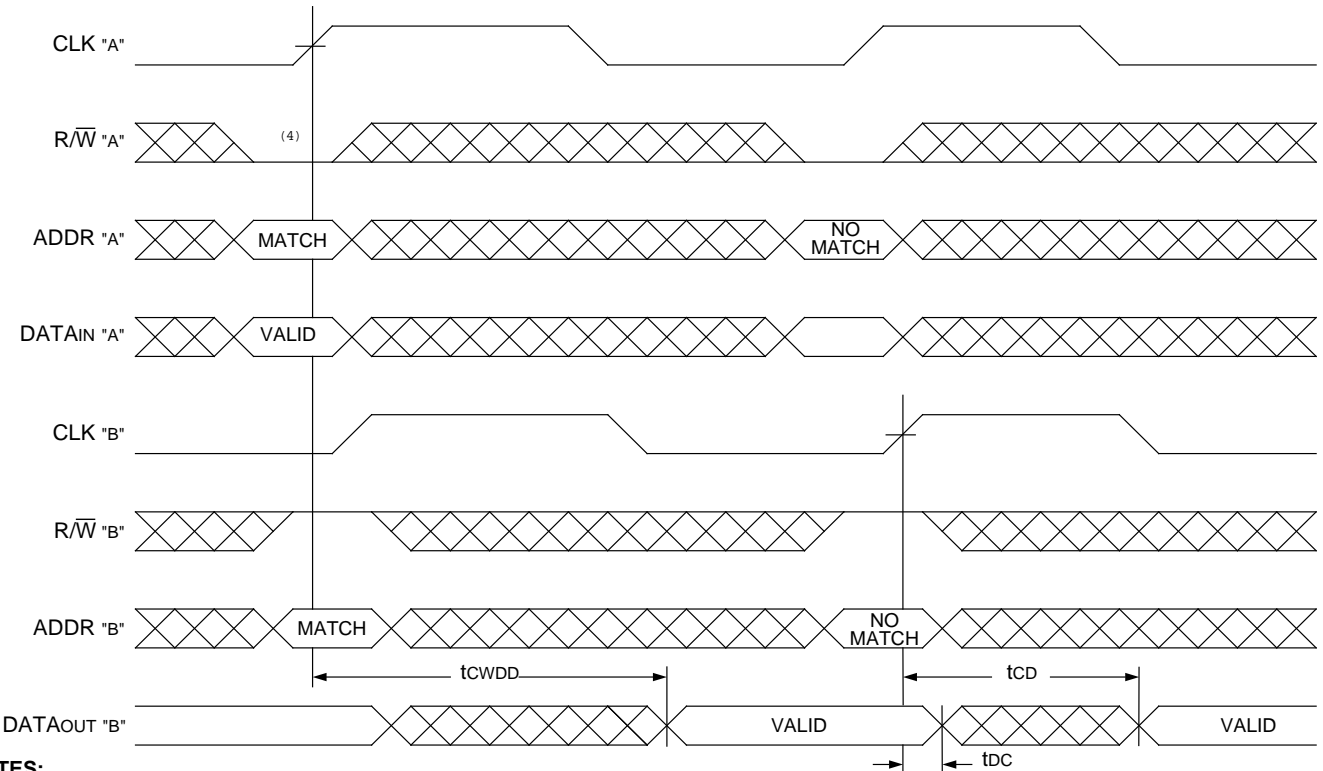 CLK "A"
R/W̅ "A"
(4)
ADDR "A"
MATCH
NO
MATCH
DATAIN "A"
VALID
CLK "B"
R/W̅ "B"
ADDR "B"
MATCH
NO
MATCH
tCWDD
tCD
DATAOUT "B"
VALID
VALID
tDC
TES: